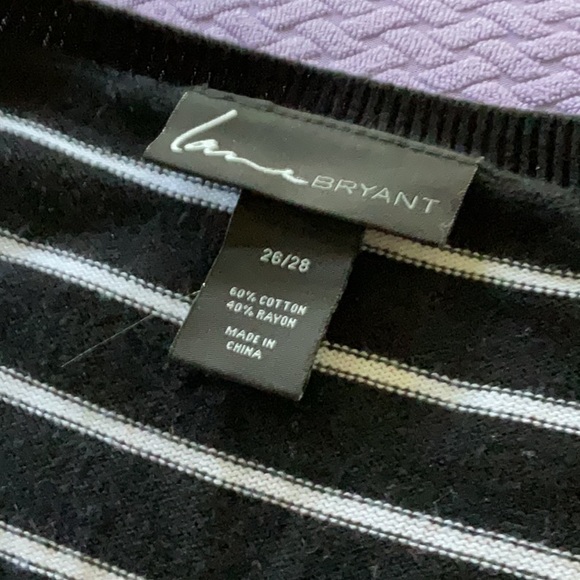 Lane BRYANT
26/28
60% COTTON
40% RAYON
MADE IN
CHINA